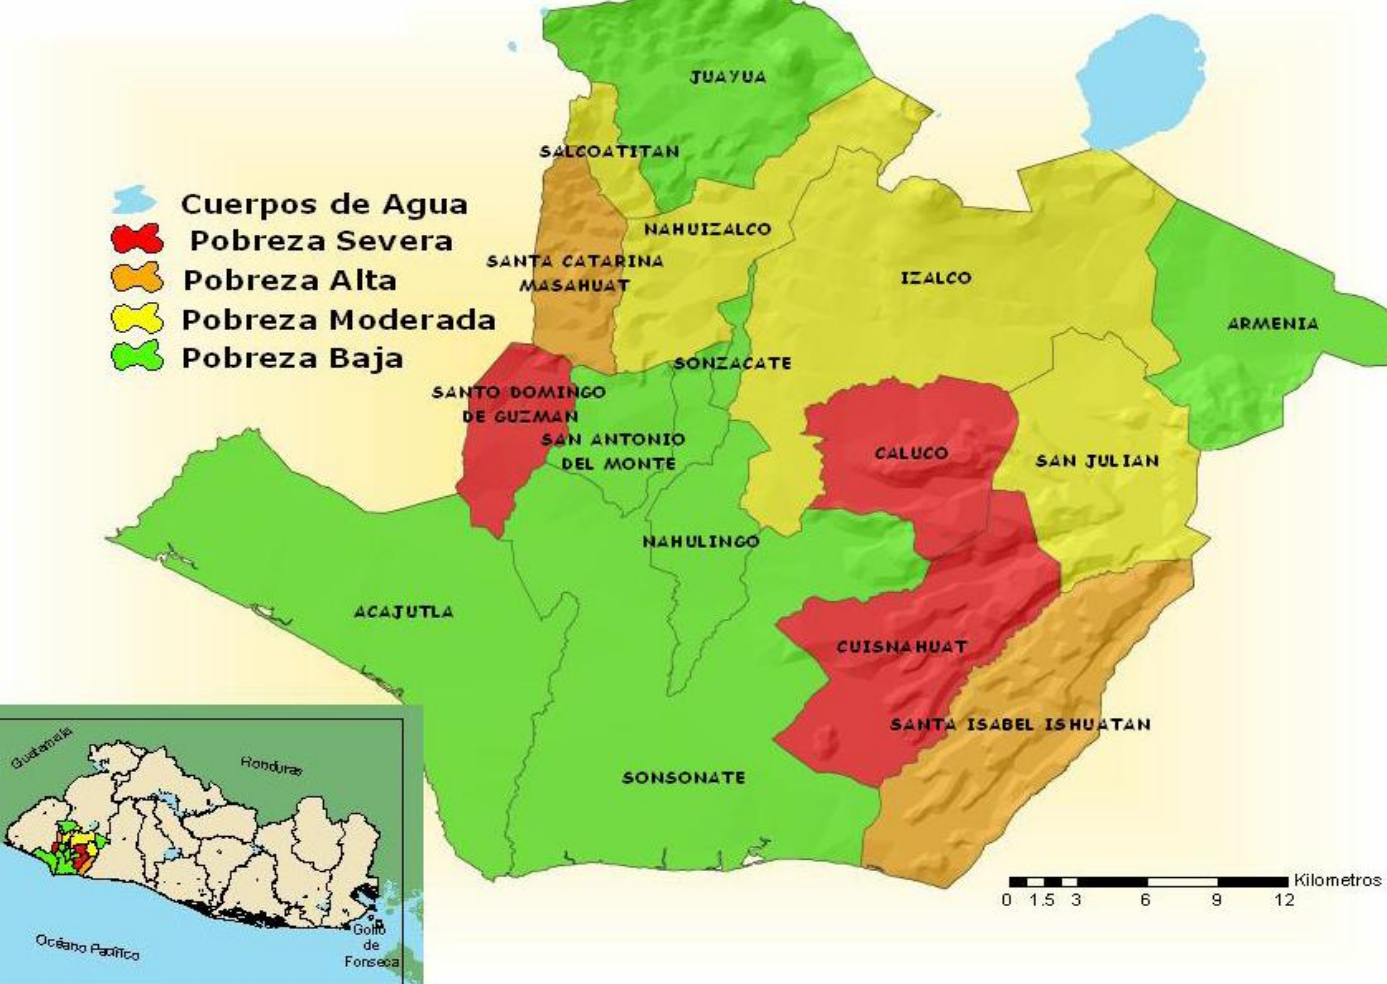 JUAYUA
SALCOATITAN
Cuerpos de Agua
Pobreza Severa
Pobreza Alta
Pobreza Moderada
Pobreza Baja
NAHUIZALCO
SANTA CATARINA
MASAHUAT
IZALCO
ARMENIA
SONZACATE
SANTO DOMINGO
DE GUZMAN
SAN ANTONIO
DEL MONTE
CALUCO
SAN JULIAN
NAHULINGO
ACAJUTLA
CUISNAHUAT
SANTA ISABEL ISHUATAN
SONSONATE
Guatemala
Honduras
Océano Pacífico
Golfo
de
Fonseca
Kilometros
0 1.5 3 6 9 12